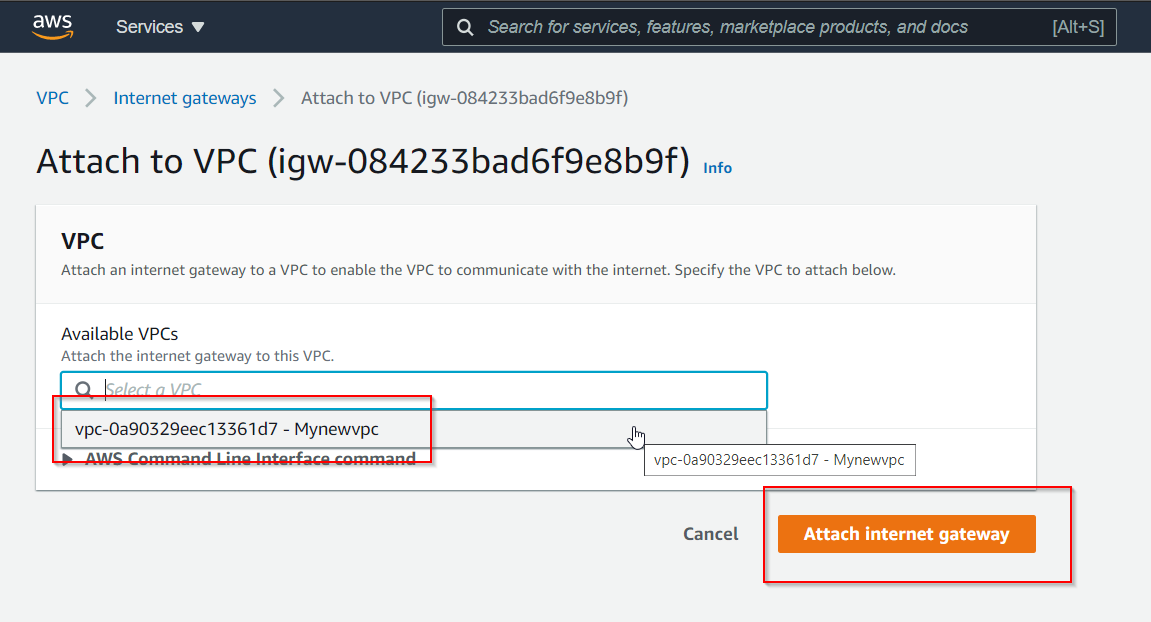 aws Services ▼ Search for services, features, marketplace products, and docs [Alt+S]
VPC > Internet gateways > Attach to VPC (igw-084233bad6f9e8b9f)
Attach to VPC (igw-084233bad6f9e8b9f) Info
VPC
Attach an internet gateway to a VPC to enable the VPC to communicate with the internet. Specify the VPC to attach below.
Available VPCs
Attach the internet gateway to this VPC.
Select a VPC
vpc-0a90329eec13361d7 - Mynewvpc
vpc-0a90329eec13361d7 - Mynewvpc
AWS Command Line Interface command
Cancel Attach internet gateway